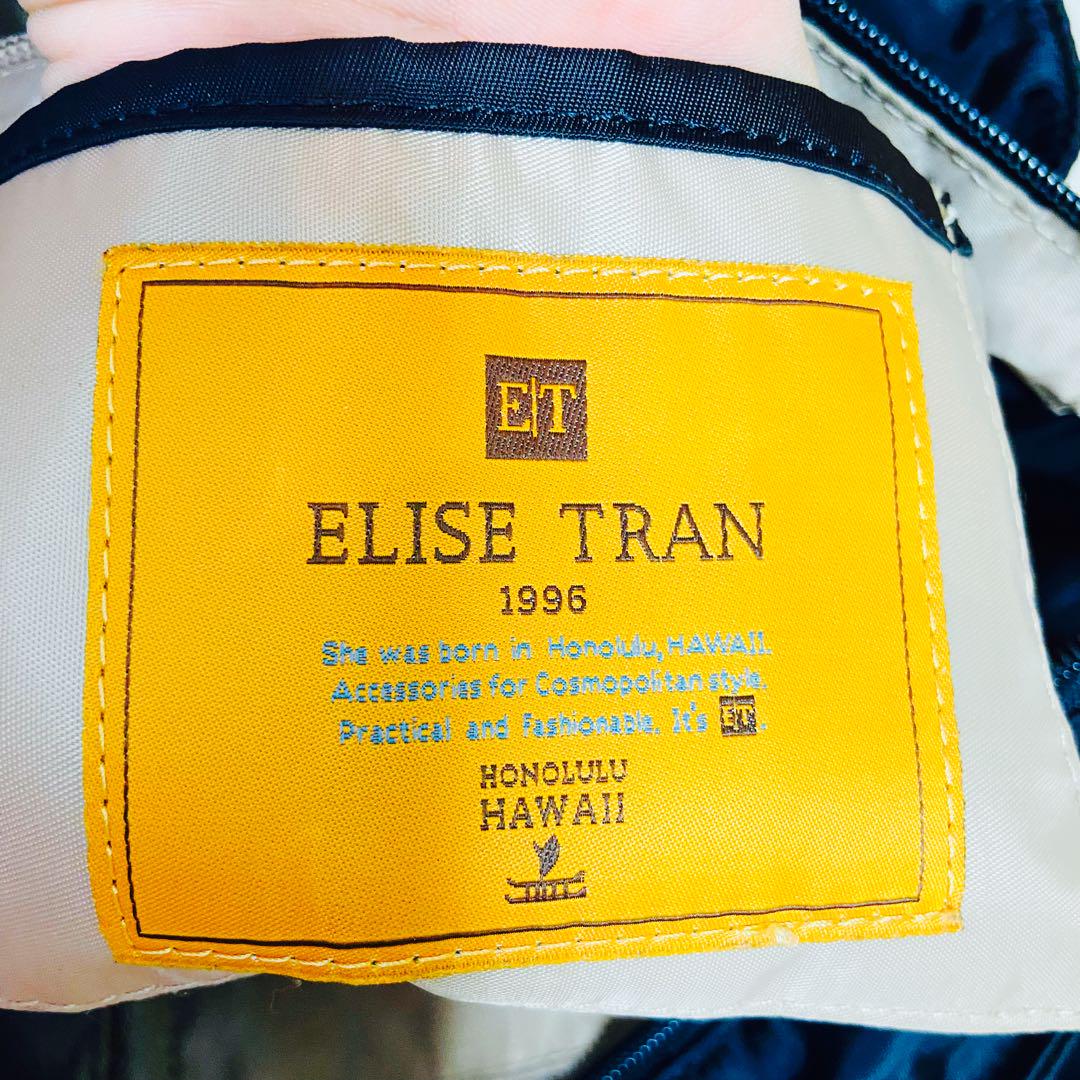 E|T
ELISE TRAN
1996
She was born in Honolulu, HAWAII.
Accessories for Cosmopolitan style.
Practical and Fashionable. It's ET.
HONOLULU
HAWAII